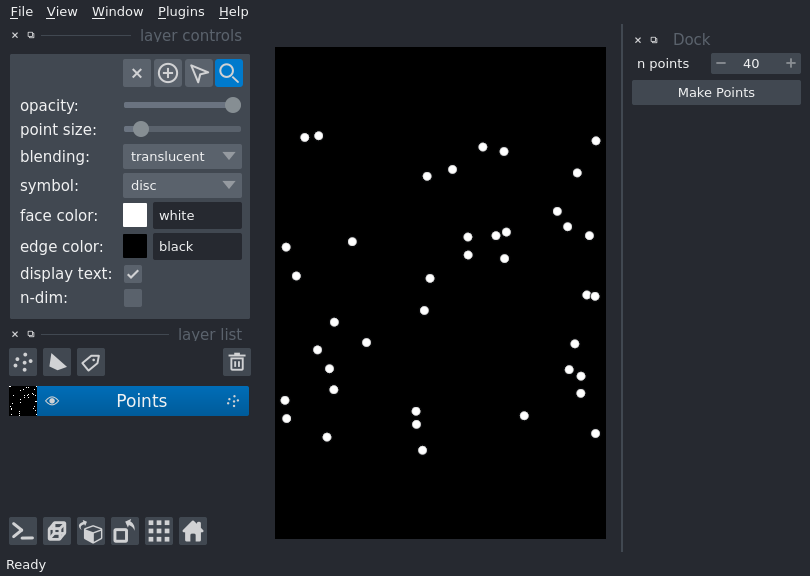 File View Window Plugins Help
layer controls
opacity:
point size:
blending: translucent
symbol: disc
face color: white
edge color: black
display text:
n-dim:
layer list
Points
Ready
Dock
n points 40
Make Points